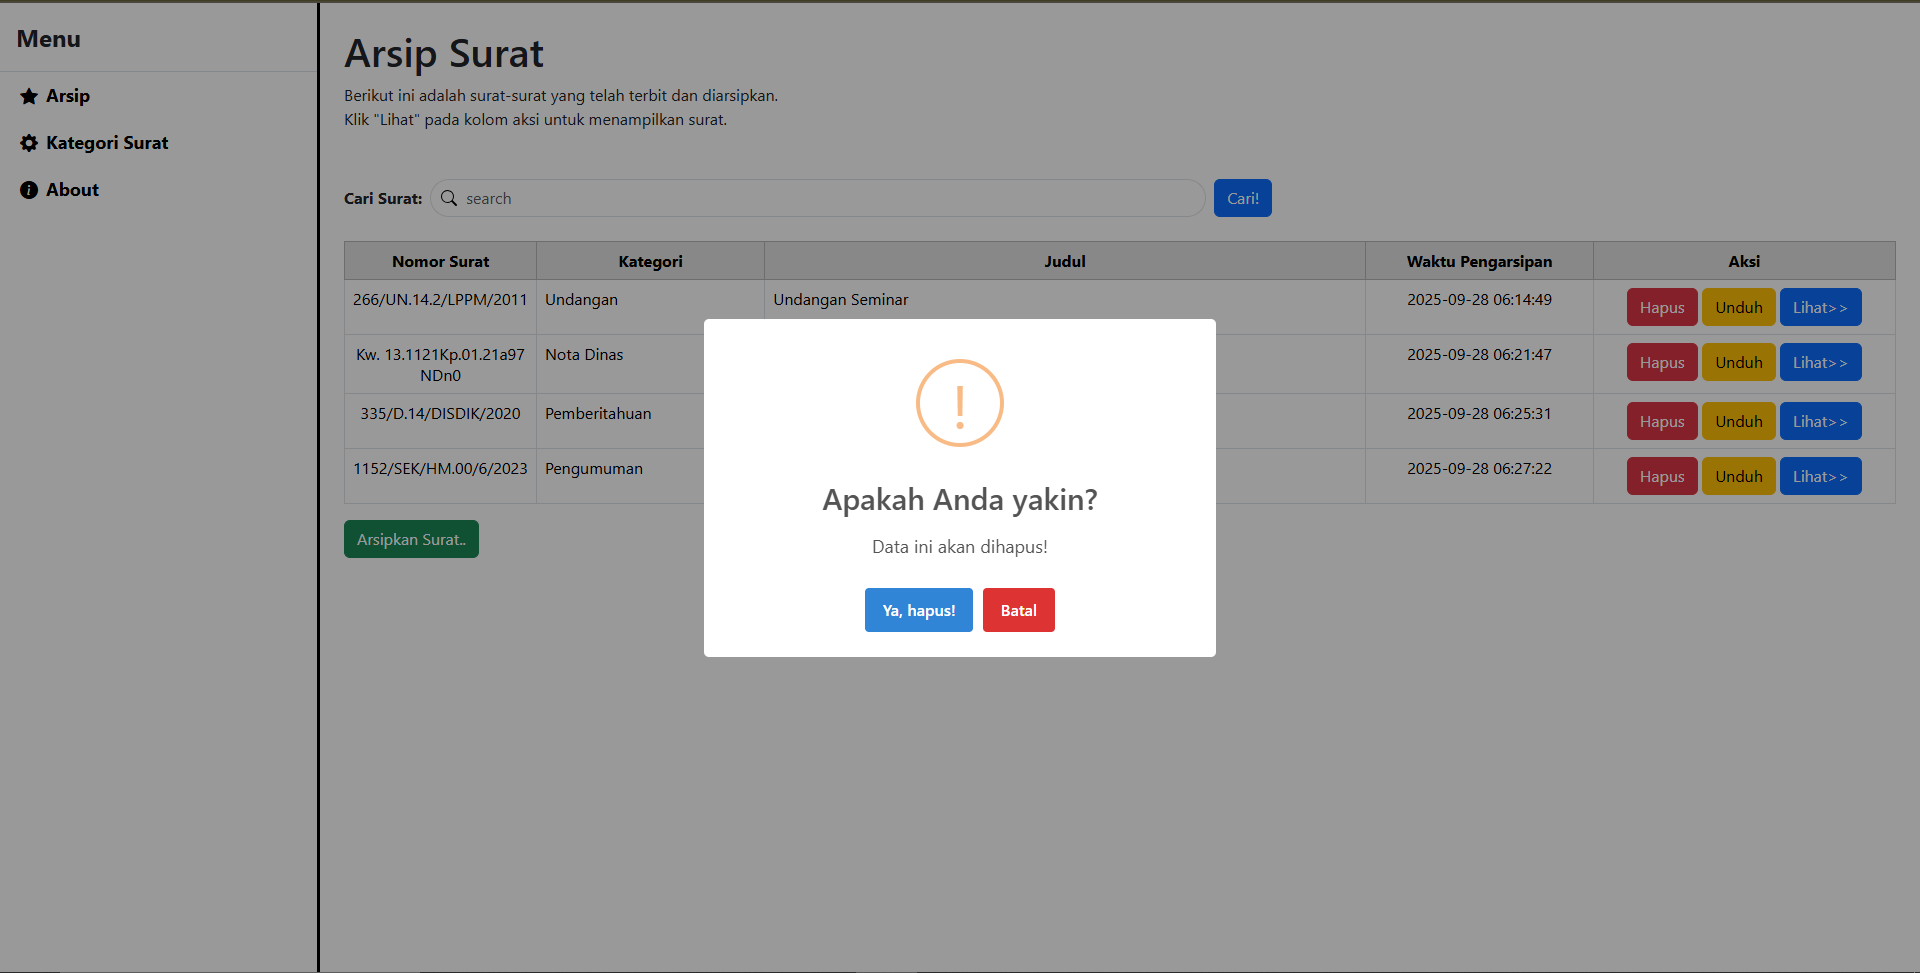 Menu
Arsip
Kategori Surat
About
Arsip Surat
Berikut ini adalah surat-surat yang telah terbit dan diarsipkan.
Klik "Lihat" pada kolom aksi untuk menampilkan surat.
Cari Surat: search Cari!
Nomor Surat Kategori Judul Waktu Pengarsipan Aksi
266/UN.14.2/LPPM/2011 Undangan Undangan Seminar 2025-09-28 06:14:49 Hapus Unduh Lihat>>
Kw. 13.1121Kp.01.21a97 Nota Dinas 2025-09-28 06:21:47 Hapus Unduh Lihat>>
NDn0
335/D.14/DISDIK/2020 Pemberitahuan 2025-09-28 06:25:31 Hapus Unduh Lihat>>
1152/SEK/HM.00/6/2023 Pengumuman 2025-09-28 06:27:22 Hapus Unduh Lihat>>
Arsipkan Surat..
Apakah Anda yakin?
Data ini akan dihapus!
Ya, hapus! Batal